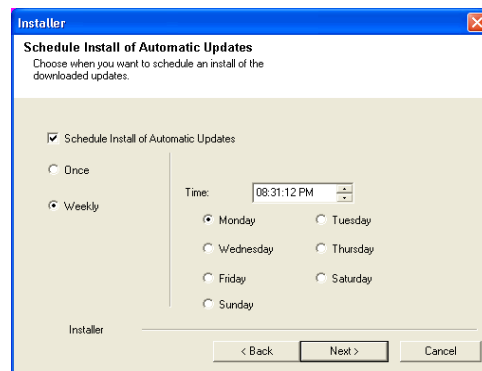 Installer
Schedule Install of Automatic Updates
Choose when you want to schedule an install of the
downloaded updates.
Schedule Install of Automatic Updates
Once
Weekly
Time: 08:31:12 PM
Monday Tuesday
Wednesday Thursday
Friday Saturday
Sunday
Installer
< Back Next > Cancel